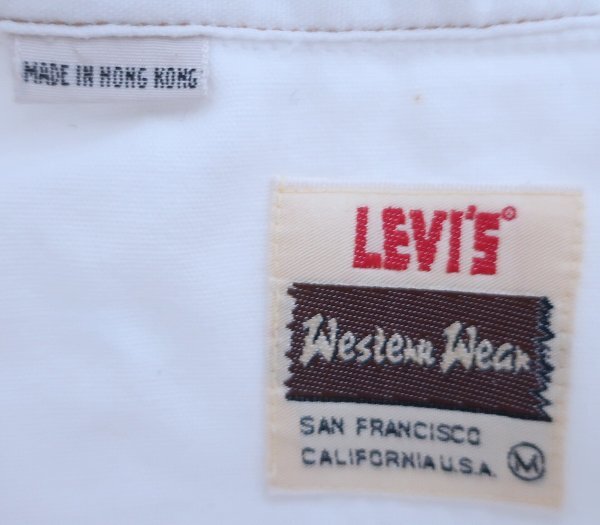 MADE IN HONG KONG
LEVI'S®
Western Wear
SAN FRANCISCO
CALIFORNIA U.S.A. M